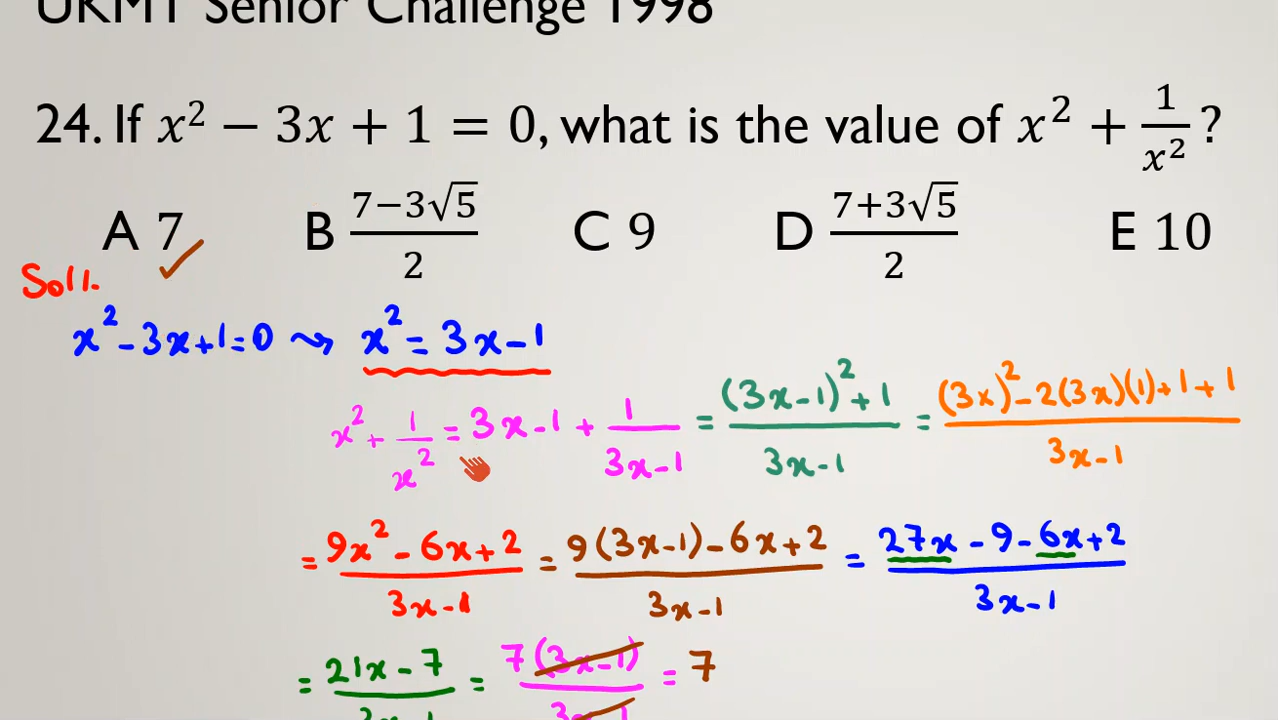 UKMT Senior Challenge 1998
24. If x² − 3x + 1 = 0, what is the value of x² + 1/x² ?
A 7 B (7−3√5)/2 C 9 D (7+3√5)/2 E 10
Soln.
x² - 3x + 1 = 0 ⇝ x² = 3x - 1
x² + 1/x² = 3x - 1 + 1/(3x - 1) = ((3x - 1)² + 1)/(3x - 1) = ((3x)² - 2(3x)(1) + 1 + 1)/(3x - 1)
= (9x² - 6x + 2)/(3x - 1) = (9(3x - 1) - 6x + 2)/(3x - 1) = (27x - 9 - 6x + 2)/(3x - 1)
= (21x - 7)/(3x - 1) = 7(3x - 1)/(3x - 1) = 7